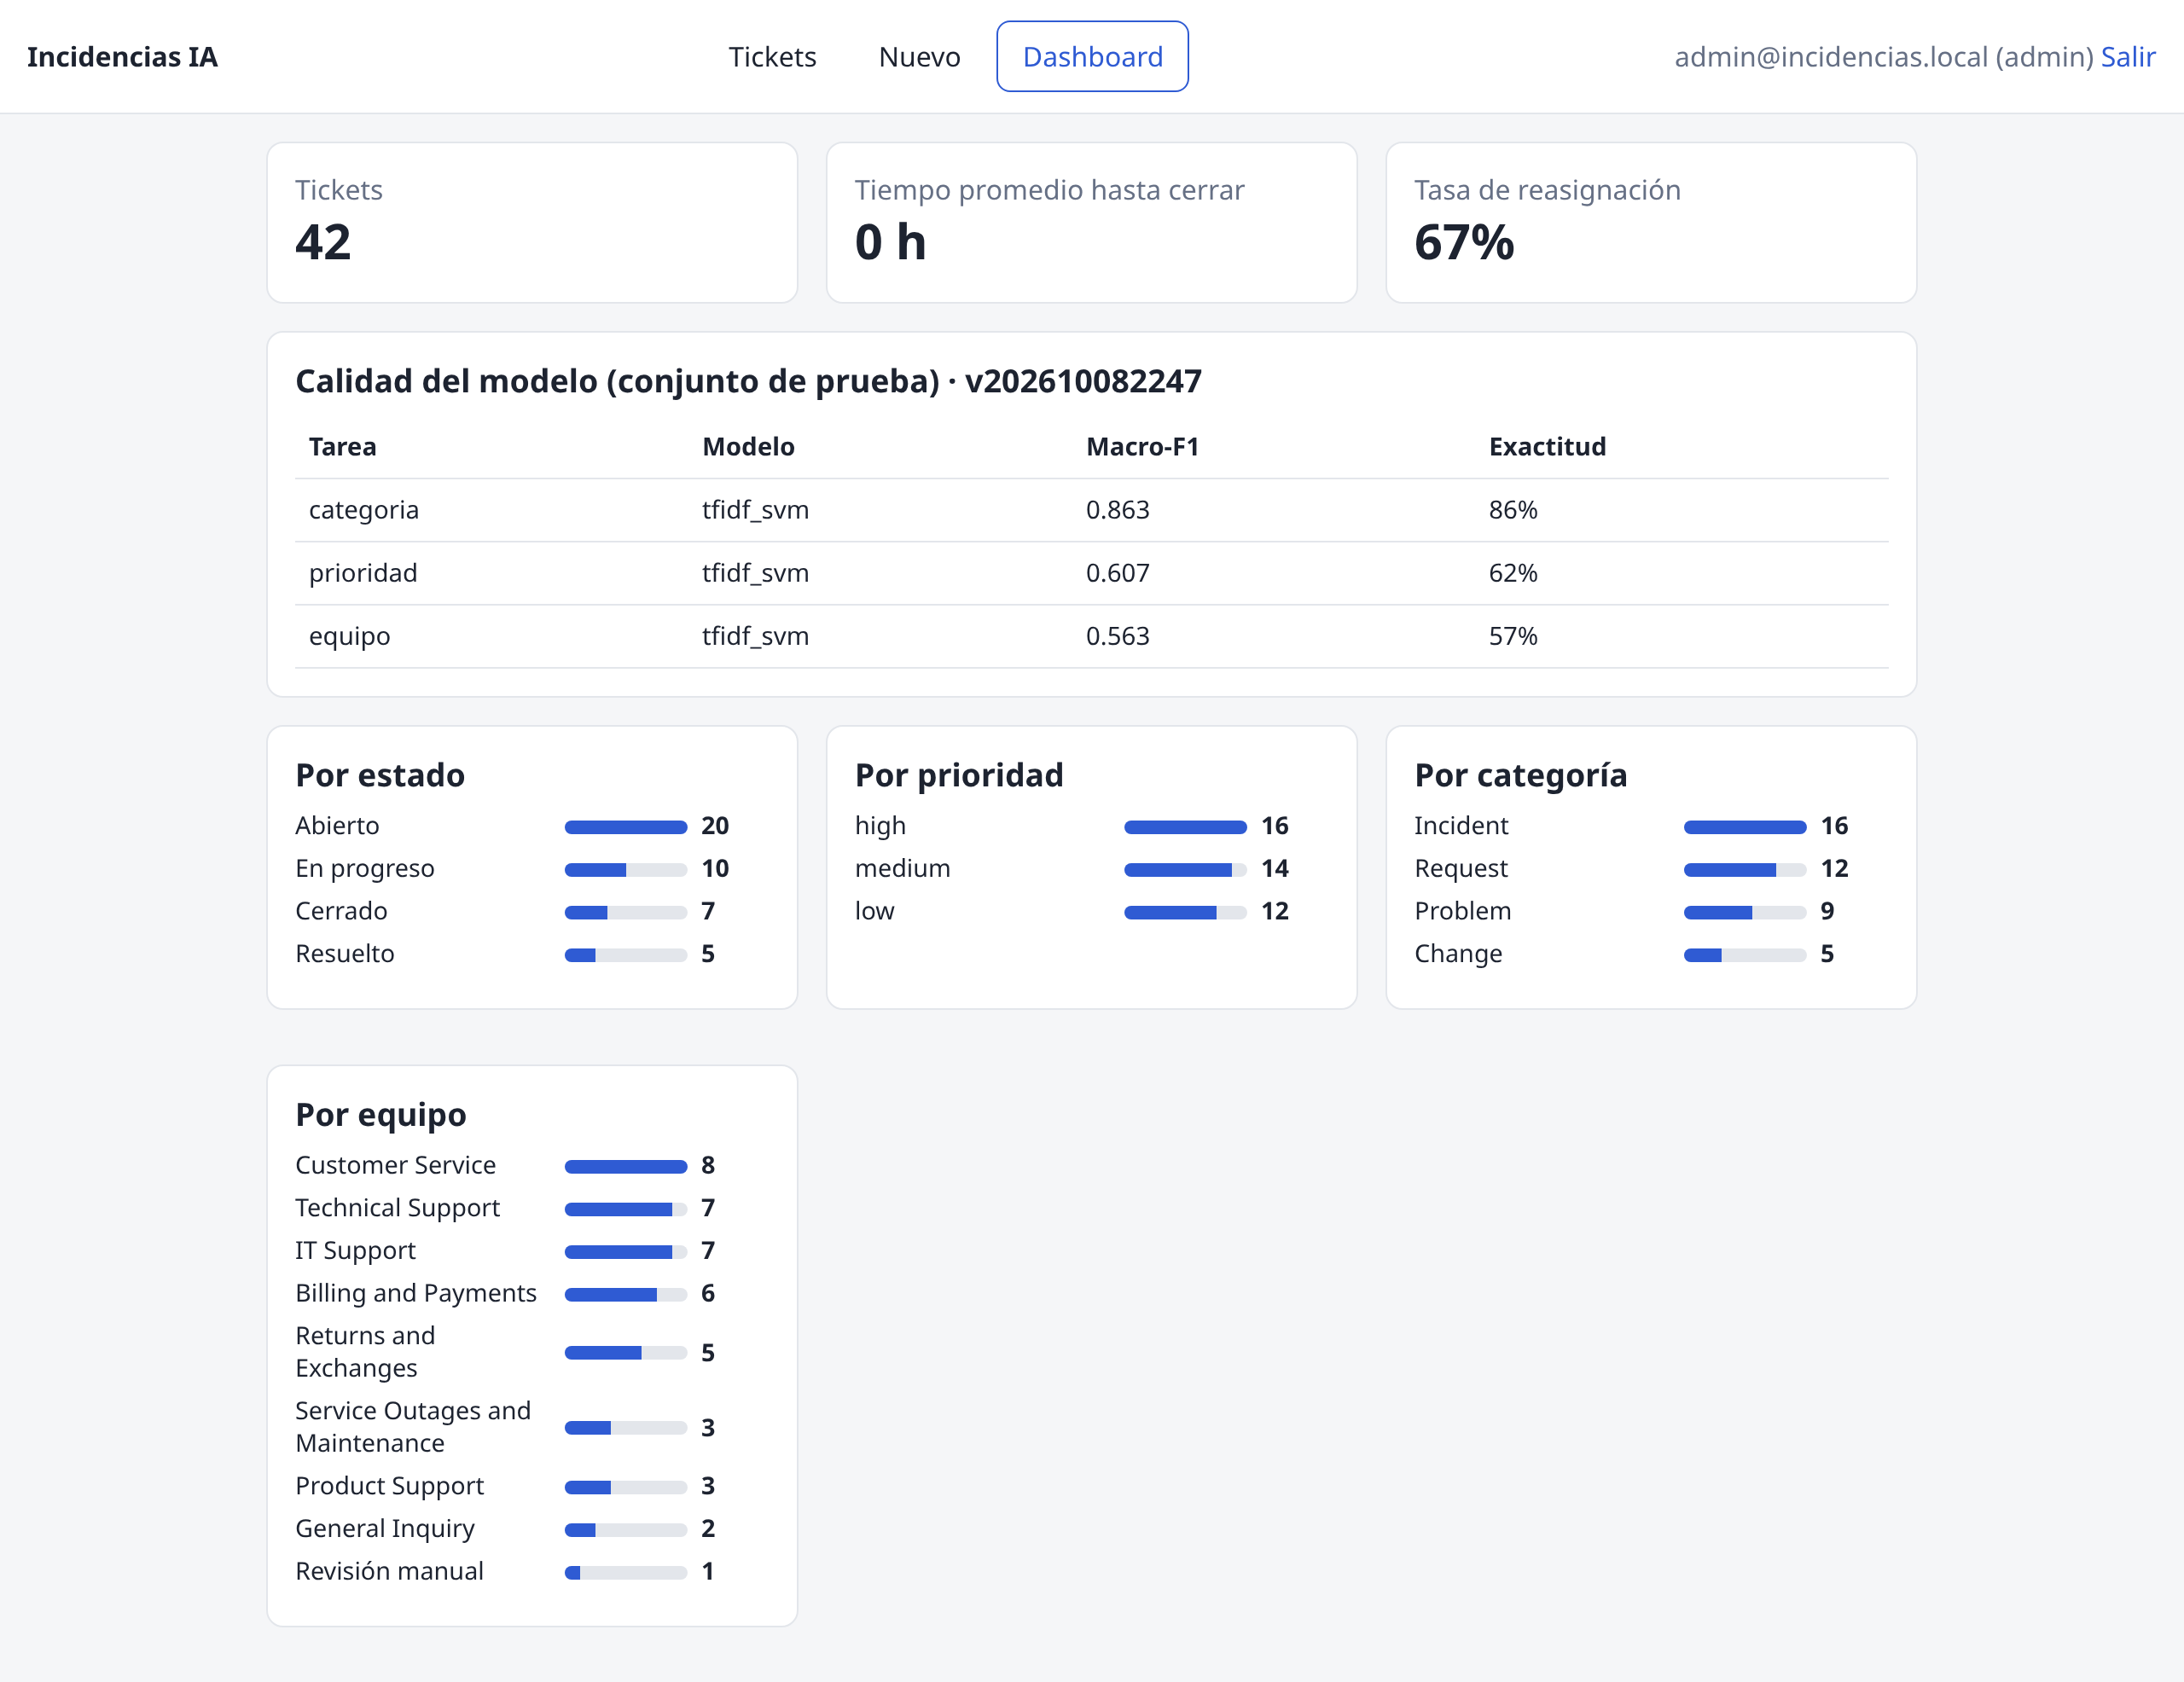 Incidencias IA
Tickets
Nuevo
Dashboard
admin@incidencias.local (admin) Salir
Tickets
42
Tiempo promedio hasta cerrar
0 h
Tasa de reasignación
67%
Calidad del modelo (conjunto de prueba) · v202610082247
Tarea Modelo Macro-F1 Exactitud
categoria tfidf_svm 0.863 86%
prioridad tfidf_svm 0.607 62%
equipo tfidf_svm 0.563 57%
Por estado
Abierto 20
En progreso 10
Cerrado 7
Resuelto 5
Por prioridad
high 16
medium 14
low 12
Por categoría
Incident 16
Request 12
Problem 9
Change 5
Por equipo
Customer Service 8
Technical Support 7
IT Support 7
Billing and Payments 6
Returns and
Exchanges 5
Service Outages and
Maintenance 3
Product Support 3
General Inquiry 2
Revisión manual 1